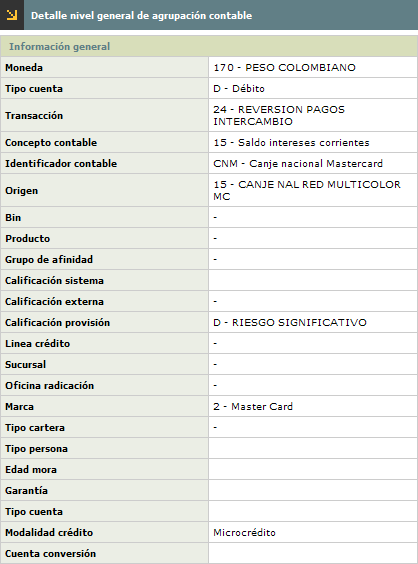 Detalle nivel general de agrupación contable
Información general
Moneda 170 - PESO COLOMBIANO
Tipo cuenta D - Débito
Transacción 24 - REVERSION PAGOS
INTERCAMBIO
Concepto contable 15 - Saldo intereses corrientes
Identificador contable CNM - Canje nacional Mastercard
Origen 15 - CANJE NAL RED MULTICOLOR
MC
Bin -
Producto -
Grupo de afinidad -
Calificación sistema
Calificación externa -
Calificación provisión D - RIESGO SIGNIFICATIVO
Linea crédito -
Sucursal -
Oficina radicación -
Marca 2 - Master Card
Tipo cartera -
Tipo persona
Edad mora
Garantía
Tipo cuenta
Modalidad crédito Microcrédito
Cuenta conversión